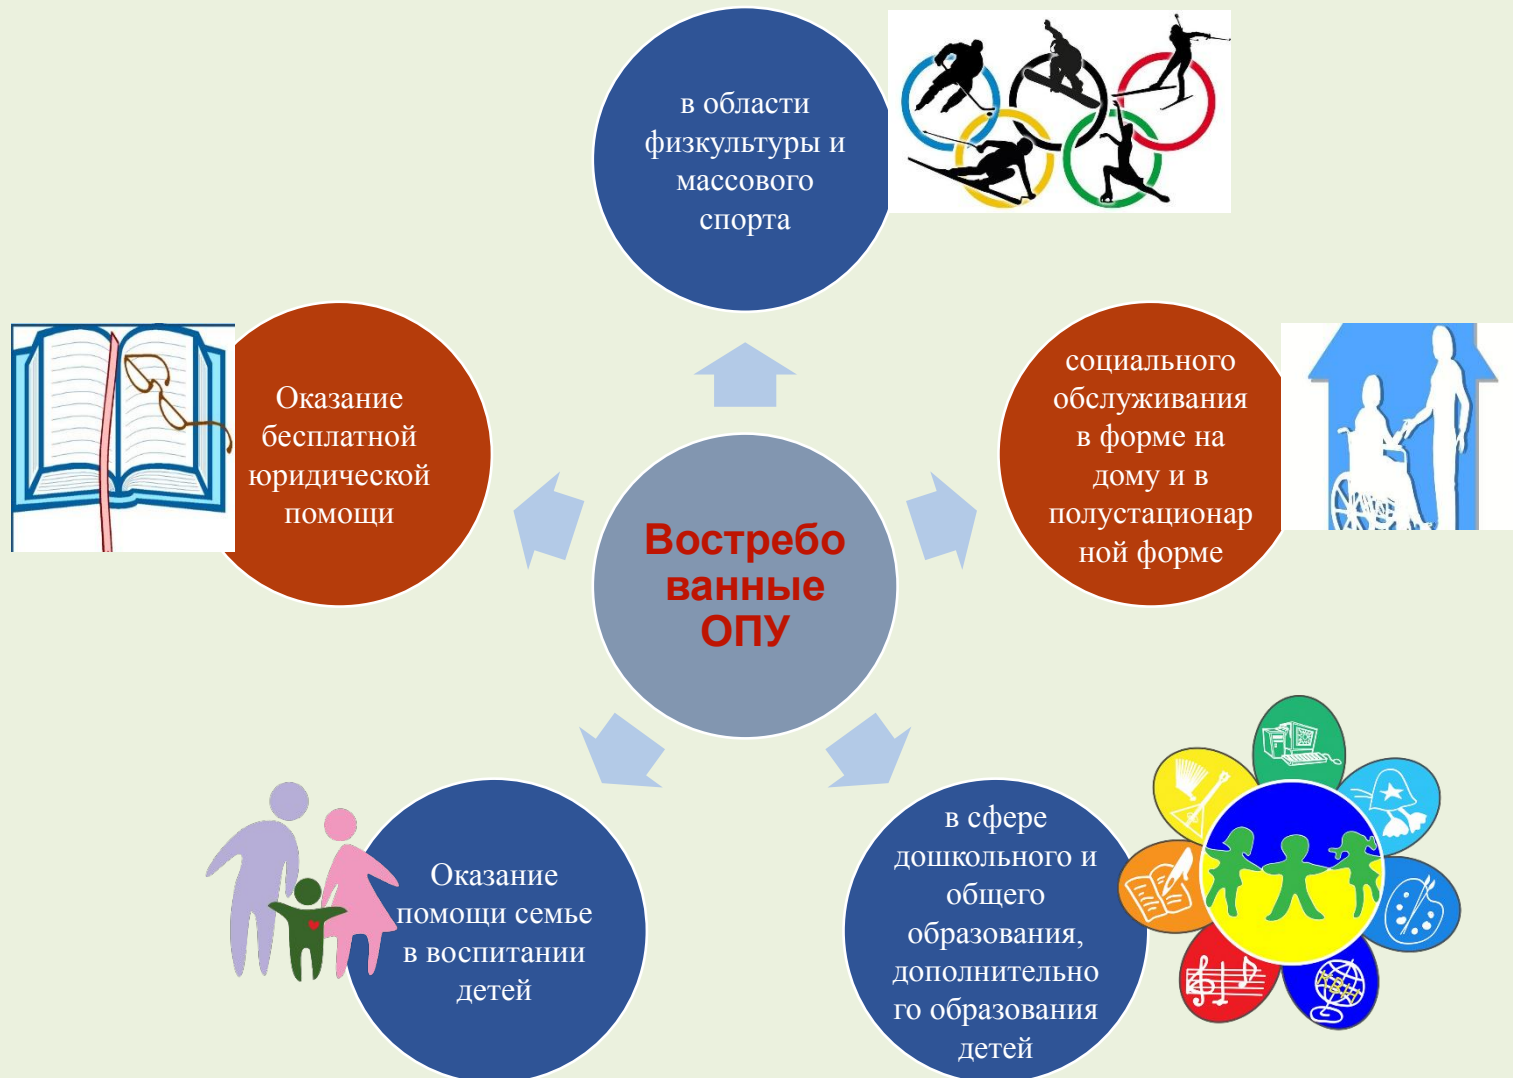 в области
физкультуры и
массового
спорта
Оказание
бесплатной
юридической
помощи
социального
обслуживания
в форме на
дому и в
полустационар
ной форме
Востребо
ванные
ОПУ
Оказание
помощи семье
в воспитании
детей
в сфере
дошкольного и
общего
образования,
дополнительно
го образования
детей